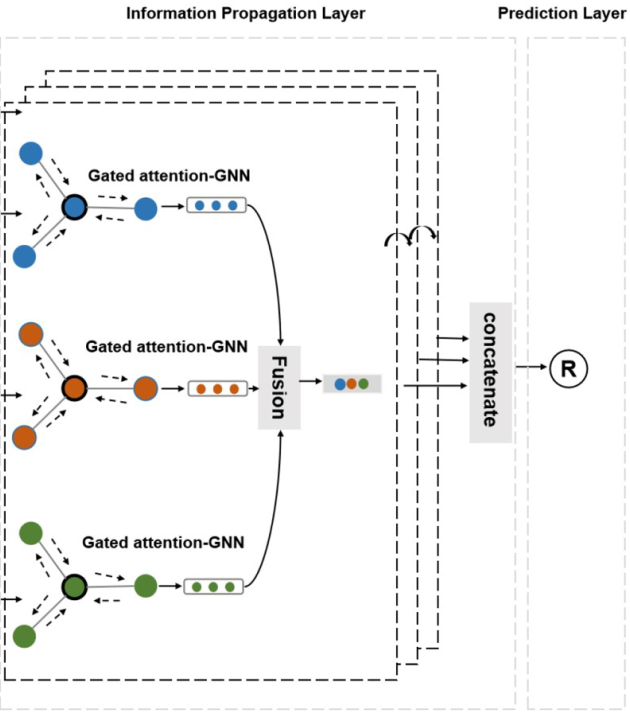 Information Propagation Layer
Prediction Layer
Gated attention-GNN
Gated attention-GNN
Fusion
concatenate
R
Gated attention-GNN